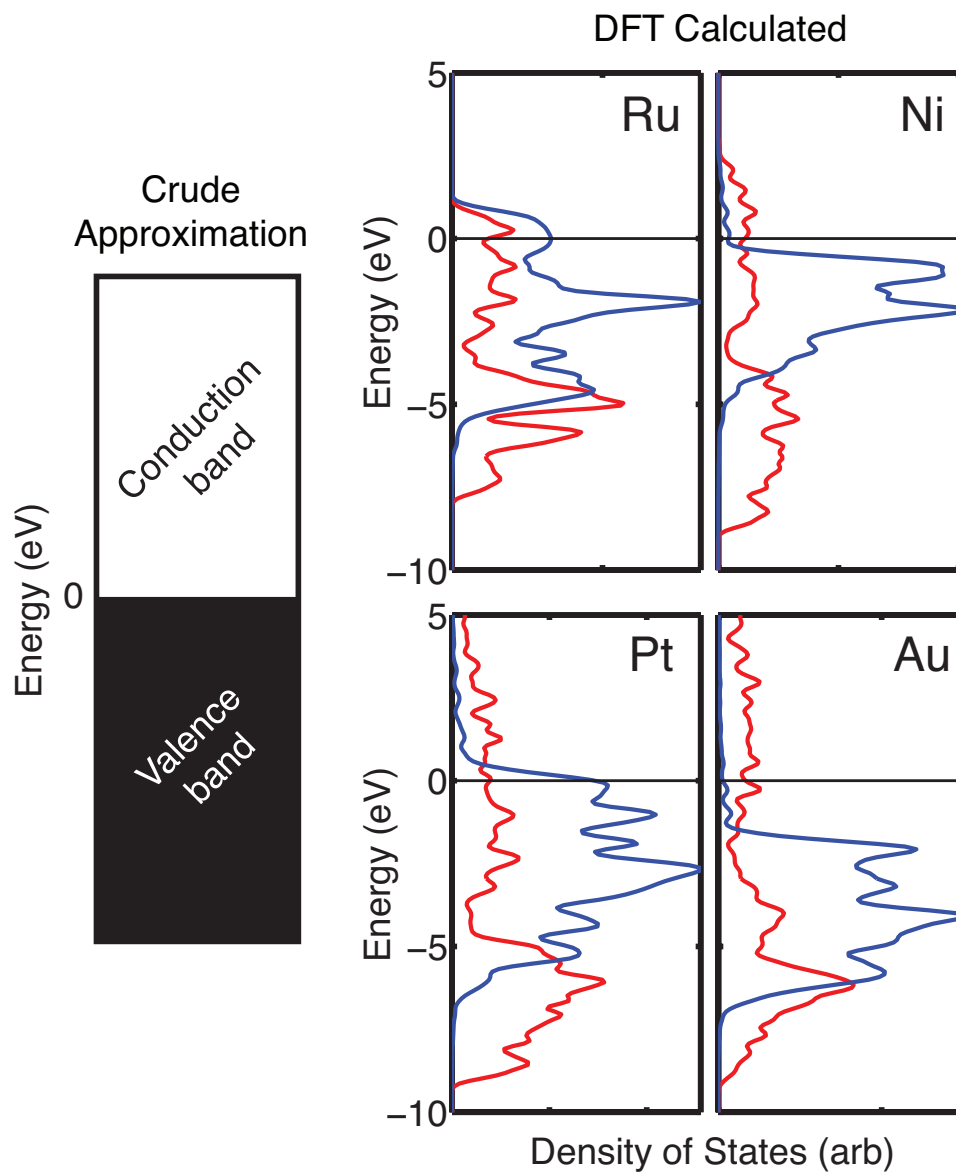 DFT Calculated
Crude
Approximation
Energy (eV)
0
Conduction
band
Valence
band
Energy (eV)
5
0
−5
−10
Ru
Ni
Energy (eV)
5
0
−5
−10
Pt
Au
Density of States (arb)